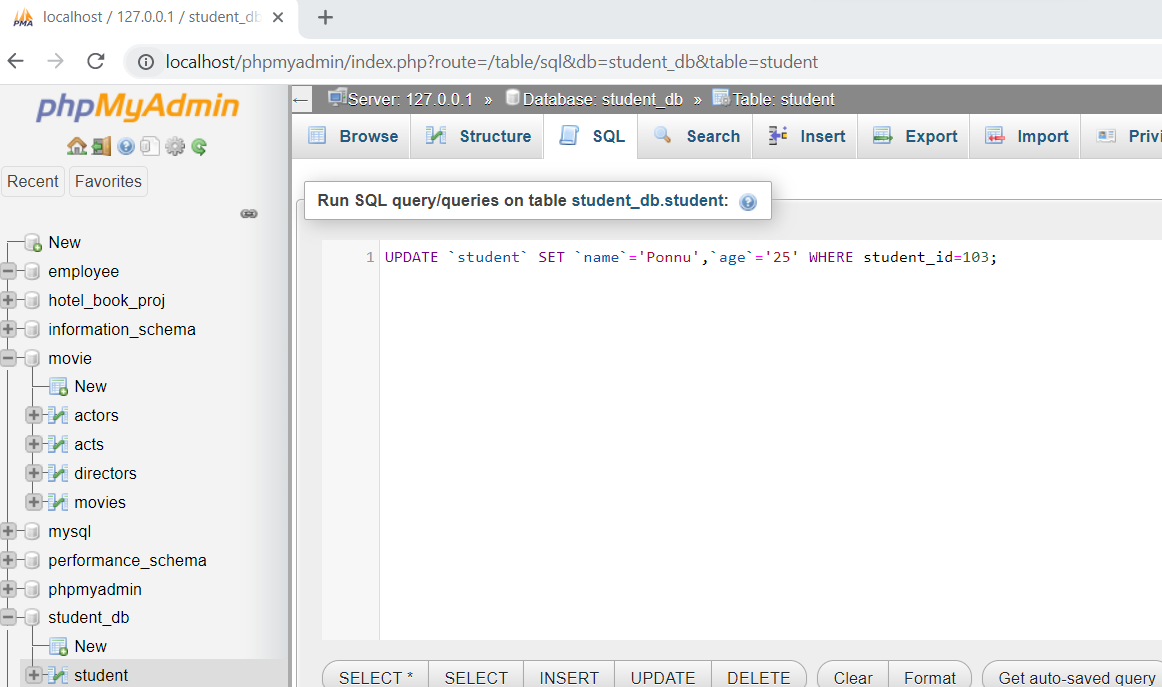 localhost / 127.0.0.1 / student_db
localhost/phpmyadmin/index.php?route=/table/sql&db=student_db&table=student
phpMyAdmin
Recent Favorites
New
employee
hotel_book_proj
information_schema
movie
New
actors
acts
directors
movies
mysql
performance_schema
phpmyadmin
student_db
New
student
Server: 127.0.0.1 » Database: student_db » Table: student
Browse Structure SQL Search Insert Export Import Privi
Run SQL query/queries on table student_db.student:
1 UPDATE `student` SET `name`='Ponnu',`age`='25' WHERE student_id=103;
SELECT * SELECT INSERT UPDATE DELETE Clear Format Get auto-saved query